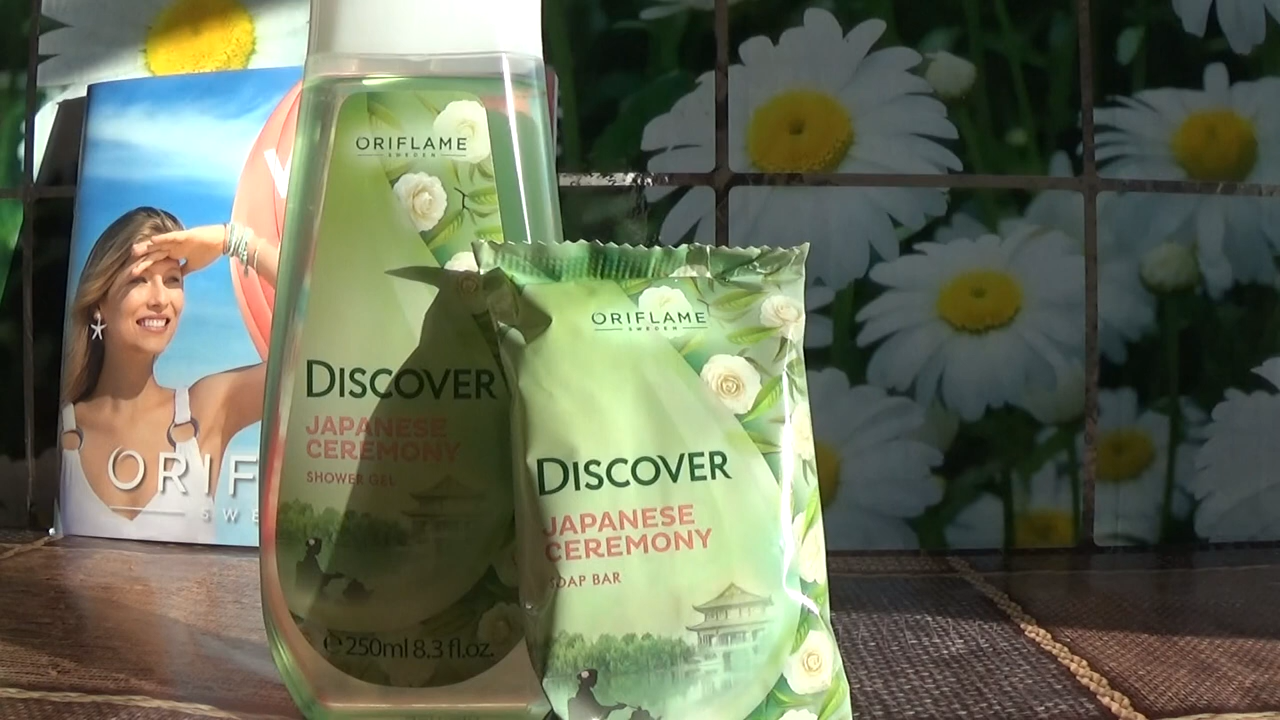 ORIFLAME
SWEDEN
DISCOVER
JAPANESE
CEREMONY
SHOWER GEL
e 250ml 8.3 fl.oz.
ORIFLAME
SWEDEN
DISCOVER
JAPANESE
CEREMONY
SOAP BAR
ORIF
SWE